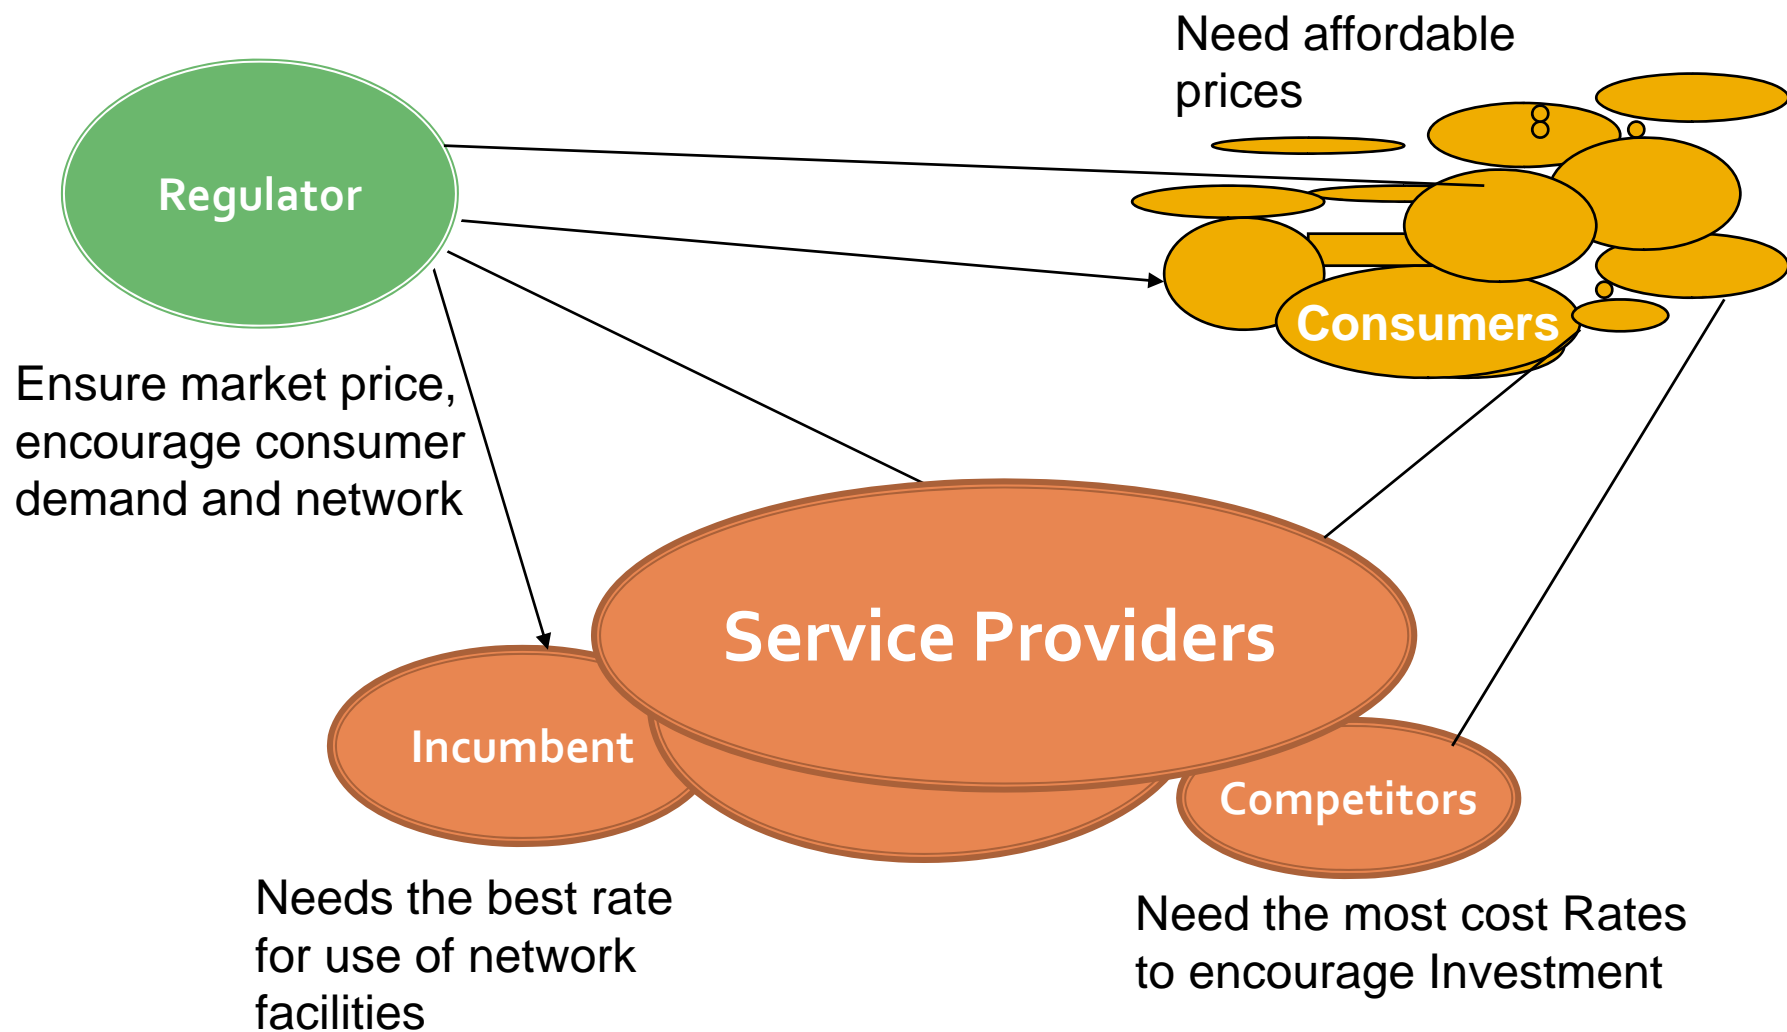 Need affordable
prices
Regulator
Consumers
Ensure market price,
encourage consumer
demand and network
Service Providers
Incumbent
Competitors
Needs the best rate
for use of network
facilities
Need the most cost Rates
to encourage Investment